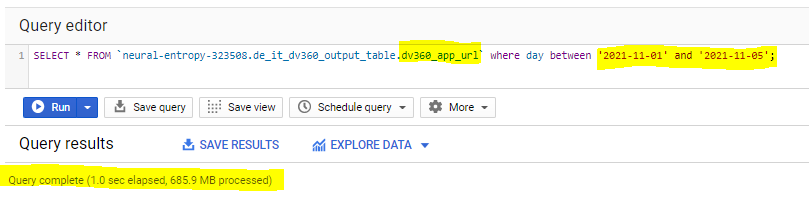 Query editor
1 SELECT * FROM `neural-entropy-323508.de_it_dv360_output_table.dv360_app_url` where day between '2021-11-01' and '2021-11-05';
Run Save query Save view Schedule query More
Query results SAVE RESULTS EXPLORE DATA
Query complete (1.0 sec elapsed, 685.9 MB processed)